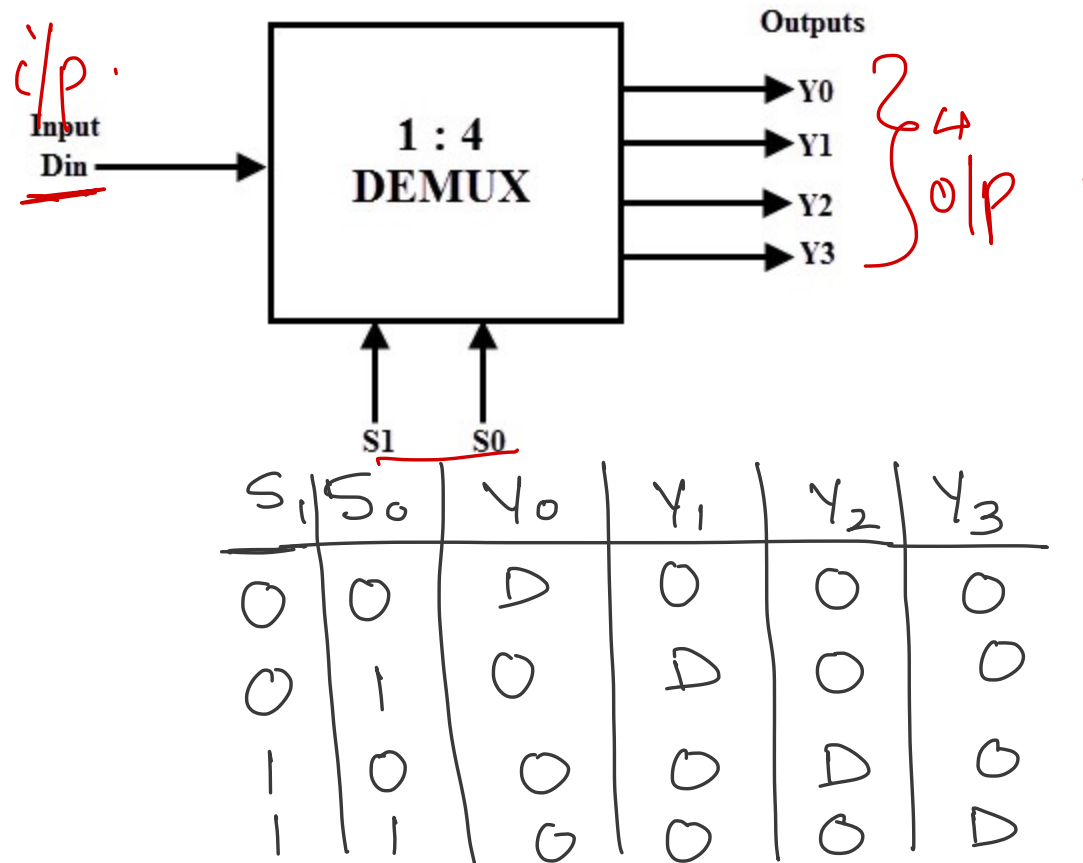 Outputs
i/p.
Input
Din
1 : 4
DEMUX
Y0
Y1
Y2
Y3
4
o/p
S1 S0
S1 S0 Y0 Y1 Y2 Y3
0 0 D 0 0 0
0 1 0 D 0 0
1 0 0 0 D 0
1 1 0 0 0 D